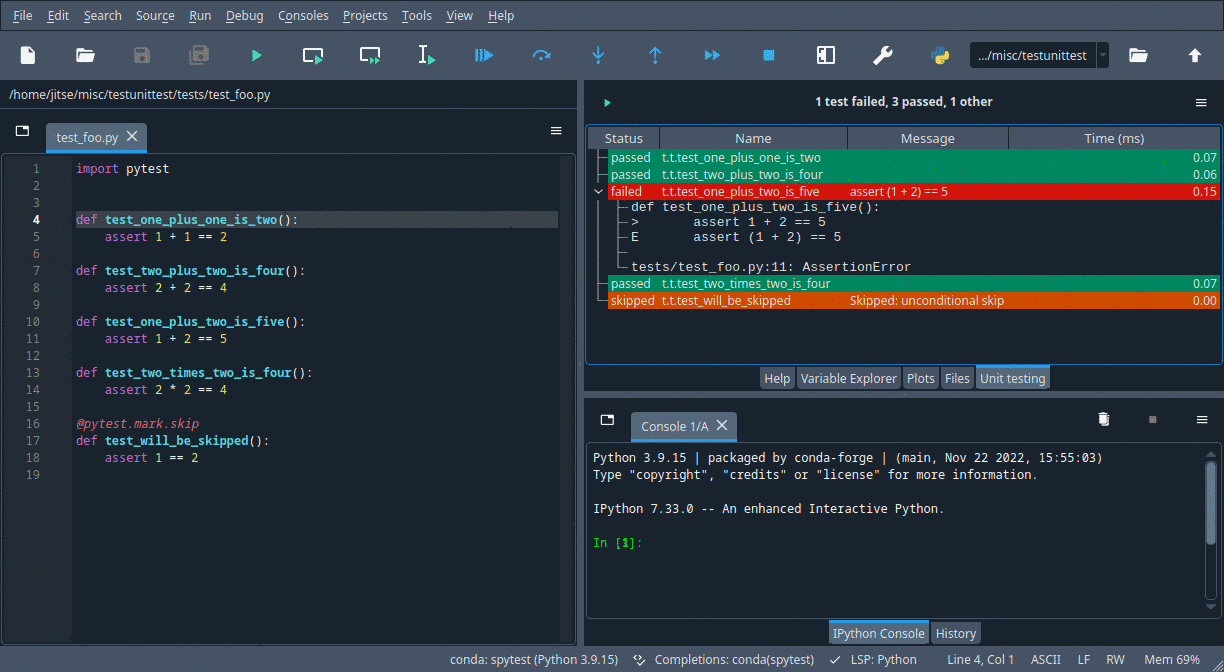 File Edit Search Source Run Debug Consoles Projects Tools View Help
.../misc/testunittest
/home/jitse/misc/testunittest/tests/test_foo.py
test_foo.py
1 import pytest
2
3
4 def test_one_plus_one_is_two():
5 assert 1 + 1 == 2
6
7 def test_two_plus_two_is_four():
8 assert 2 + 2 == 4
9
10 def test_one_plus_two_is_five():
11 assert 1 + 2 == 5
12
13 def test_two_times_two_is_four():
14 assert 2 * 2 == 4
15
16 @pytest.mark.skip
17 def test_will_be_skipped():
18 assert 1 == 2
19
1 test failed, 3 passed, 1 other
Status Name Message Time (ms)
passed t.t.test_one_plus_one_is_two 0.07
passed t.t.test_two_plus_two_is_four 0.06
failed t.t.test_one_plus_two_is_five assert (1 + 2) == 5 0.15
def test_one_plus_two_is_five():
> assert 1 + 2 == 5
E assert (1 + 2) == 5
tests/test_foo.py:11: AssertionError
passed t.t.test_two_times_two_is_four 0.07
skipped t.t.test_will_be_skipped Skipped: unconditional skip 0.00
Help Variable Explorer Plots Files Unit testing
Console 1/A
Python 3.9.15 | packaged by conda-forge | (main, Nov 22 2022, 15:55:03)
Type "copyright", "credits" or "license" for more information.
IPython 7.33.0 -- An enhanced Interactive Python.
In [1]:
IPython Console History
conda: spytest (Python 3.9.15) Completions: conda(spytest) LSP: Python Line 4, Col 1 ASCII LF RW Mem 69%